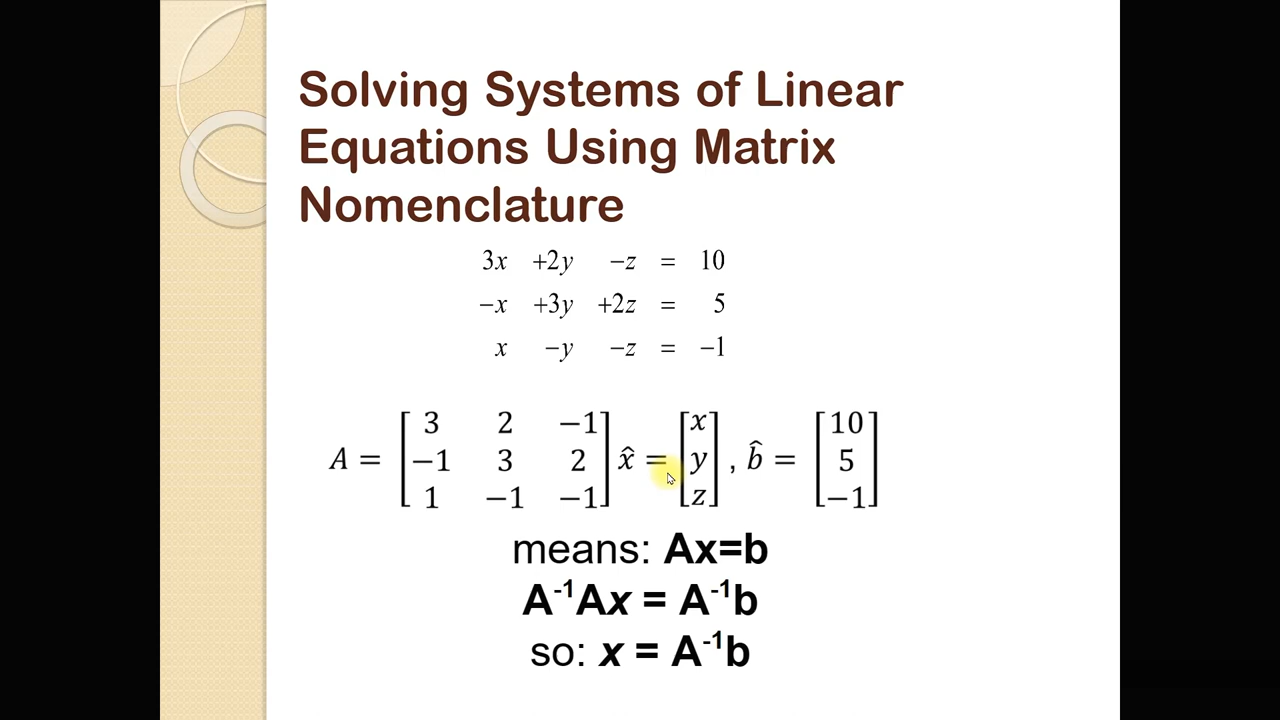 Solving Systems of Linear
Equations Using Matrix
Nomenclature
3x +2y −z = 10
−x +3y +2z = 5
x −y −z = −1
A = [3 2 −1; −1 3 2; 1 −1 −1] x̂ = [x; y; z] , b̂ = [10; 5; −1]
means: Ax=b
A⁻¹Ax = A⁻¹b
so: x = A⁻¹b